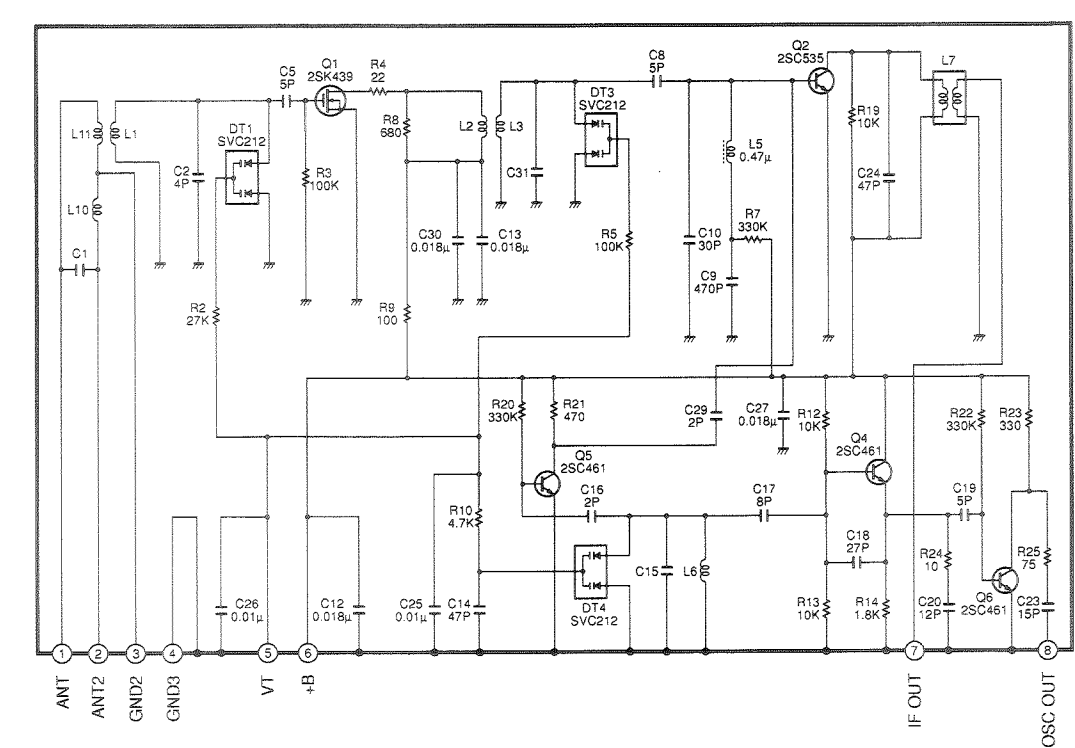 Q1
2SK439
C5
5P
R4
22
R8
680
L11
L1
DT1
SVC212
C2
4P
R3
100K
L2
L3
C31
DT3
SVC212
C8
5P
Q2
2SC535
L7
R19
10K
C24
47P
L5
0.47μ
R7
330K
C10
30P
C9
470P
R5
100K
L10
C1
C30
0.018μ
C13
0.018μ
R2
27K
R9
100
R20
330K
R21
470
C29
2P
C27
0.018μ
R12
10K
Q4
2SC461
R22
330K
R23
330
Q5
2SC461
C16
2P
C17
8P
C19
5P
R10
4.7K
C18
27P
R24
10
R25
75
C15
L6
DT4
SVC212
Q6
2SC461
C26
0.01μ
C12
0.018μ
C25
0.01μ
C14
47P
R13
10K
R14
1.8K
C20
12P
C23
15P
1
2
3
4
5
6
7
8
ANT
ANT2
GND2
GND3
VT
+B
IF OUT
OSC OUT